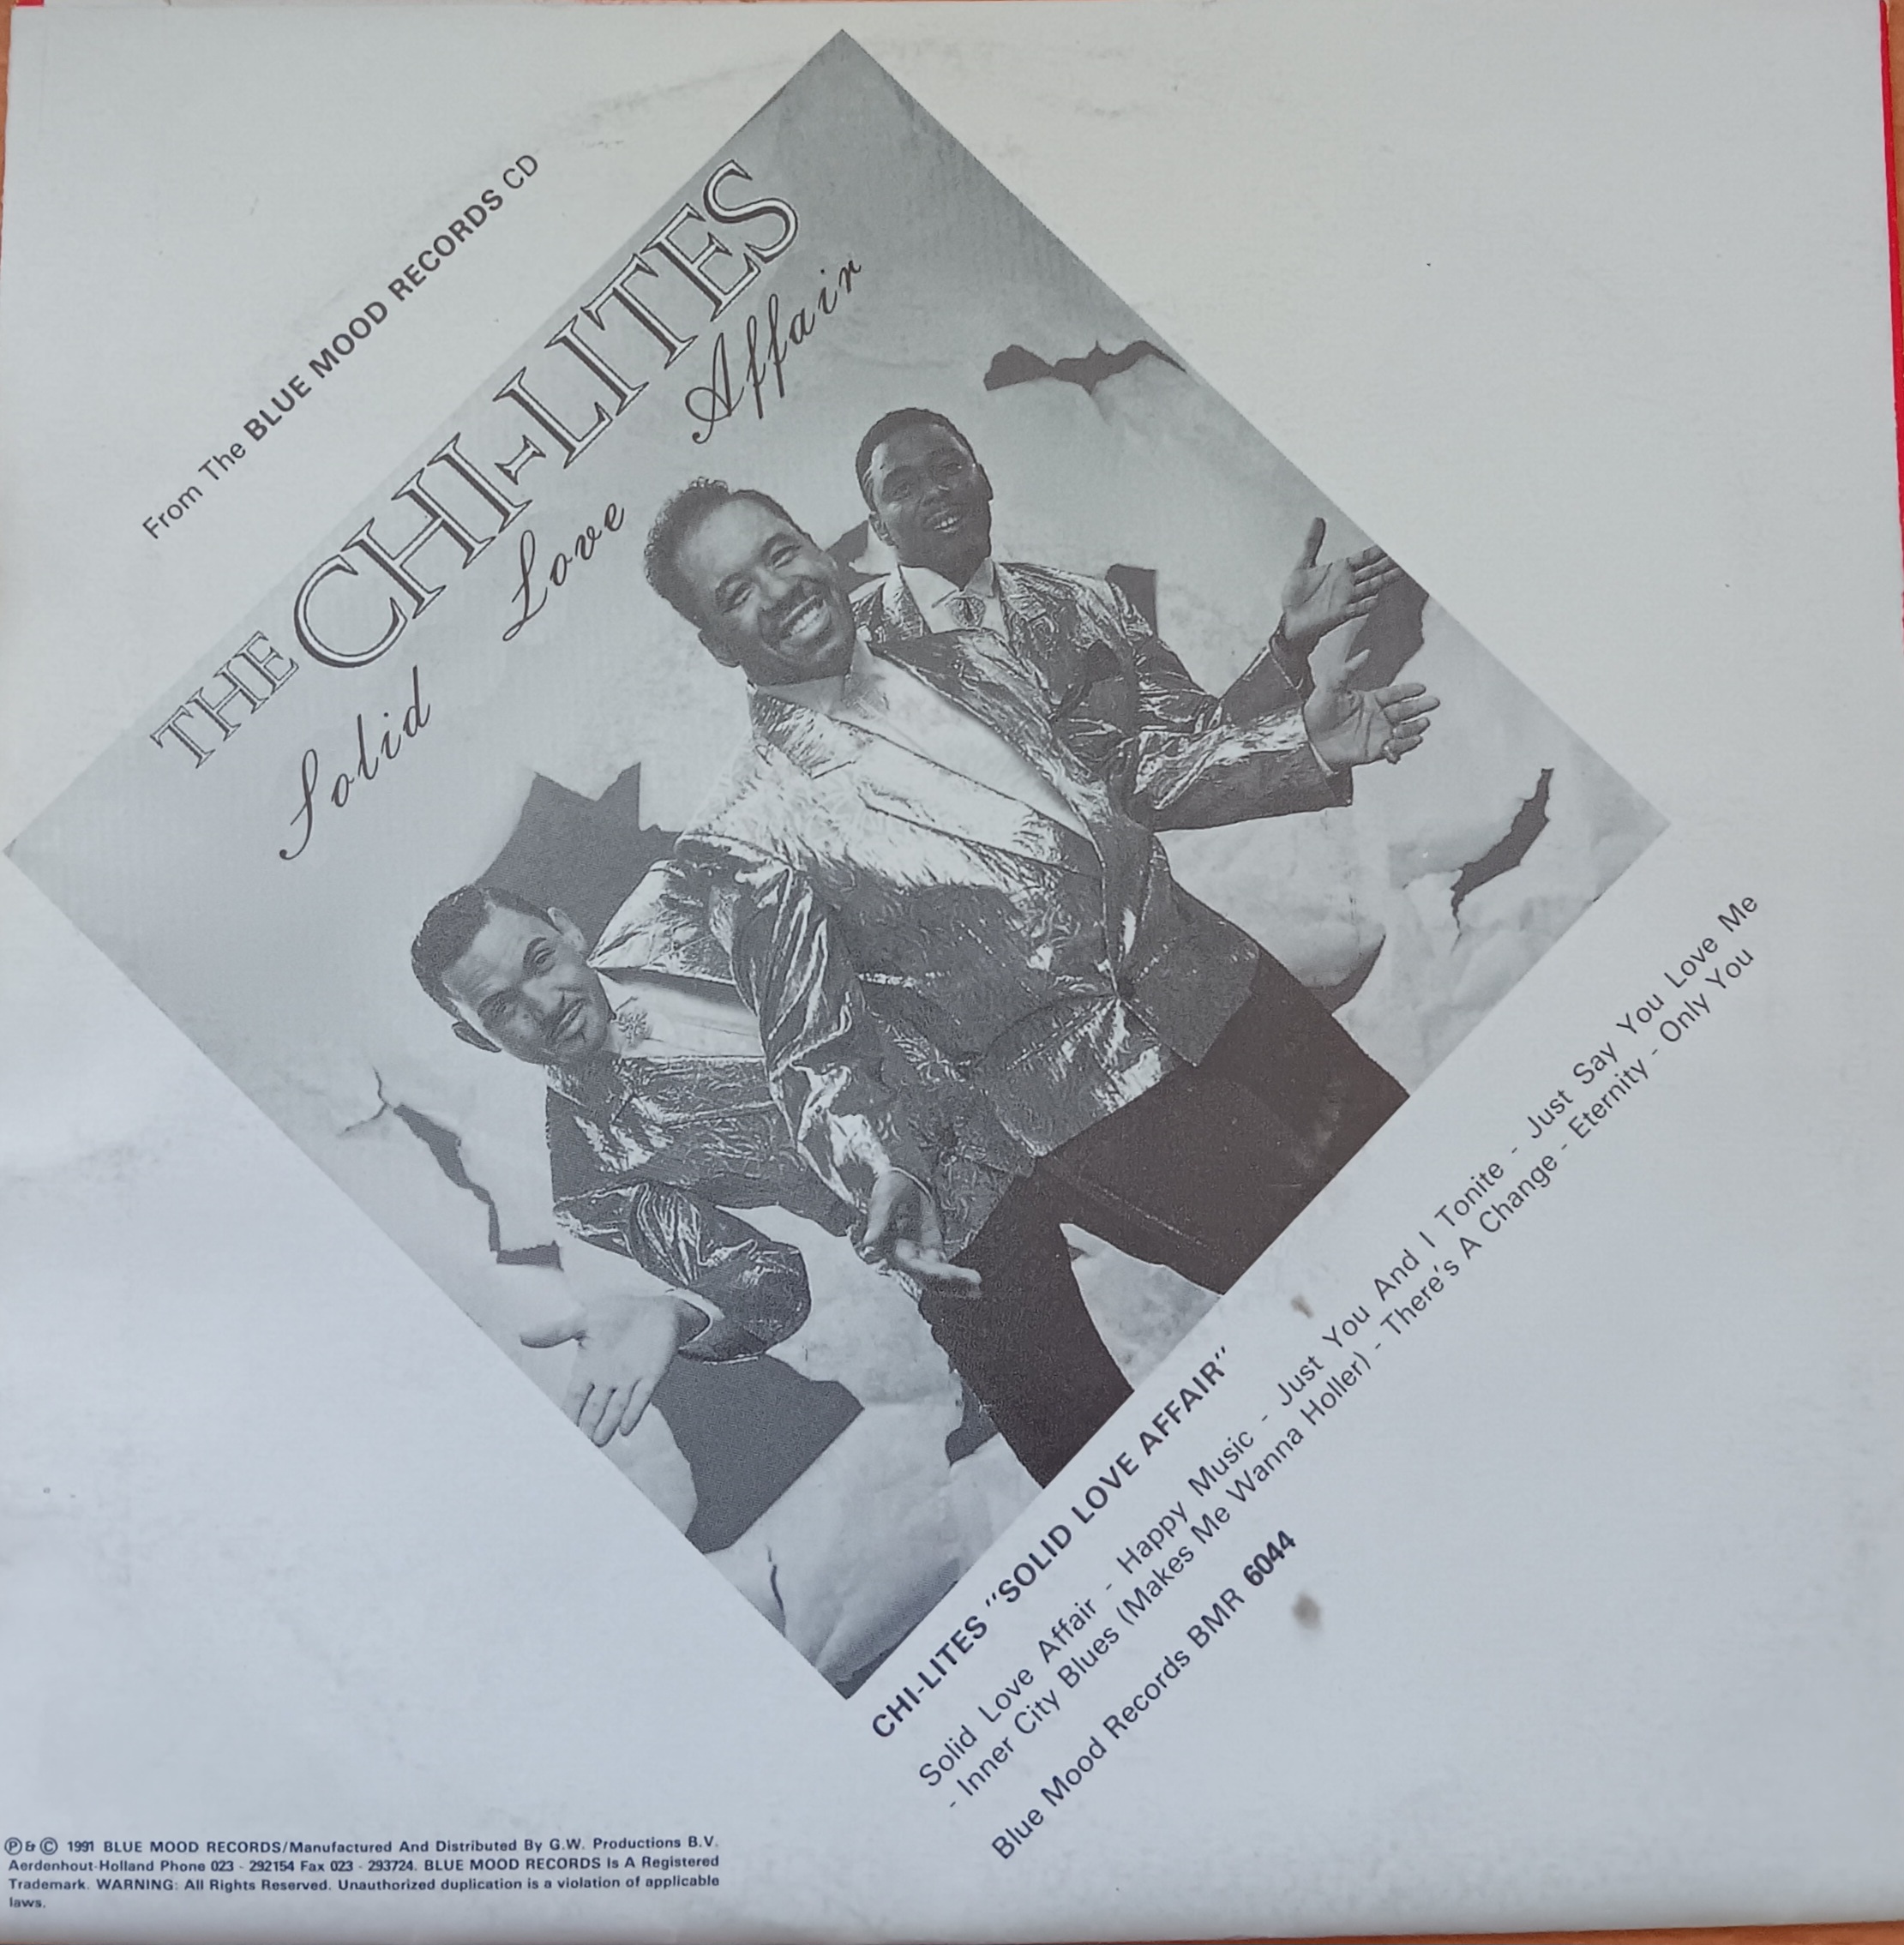 From The BLUE MOOD RECORDS CD
THE CHI-LITES
Solid Love Affair
CHI-LITES "SOLID LOVE AFFAIR"
Solid Love Affair - Happy Music - Just You And I Tonite - Just Say You Love Me
- Inner City Blues (Makes Me Wanna Holler) - There's A Change - Eternity - Only You
Blue Mood Records BMR 6044
Ⓟ&© 1991 BLUE MOOD RECORDS/Manufactured And Distributed By G.W. Productions B.V.
Aerdenhout-Holland Phone 023 - 292154 Fax 023 - 293724. BLUE MOOD RECORDS Is A Registered
Trademark. WARNING: All Rights Reserved. Unauthorized duplication is a violation of applicable
laws.